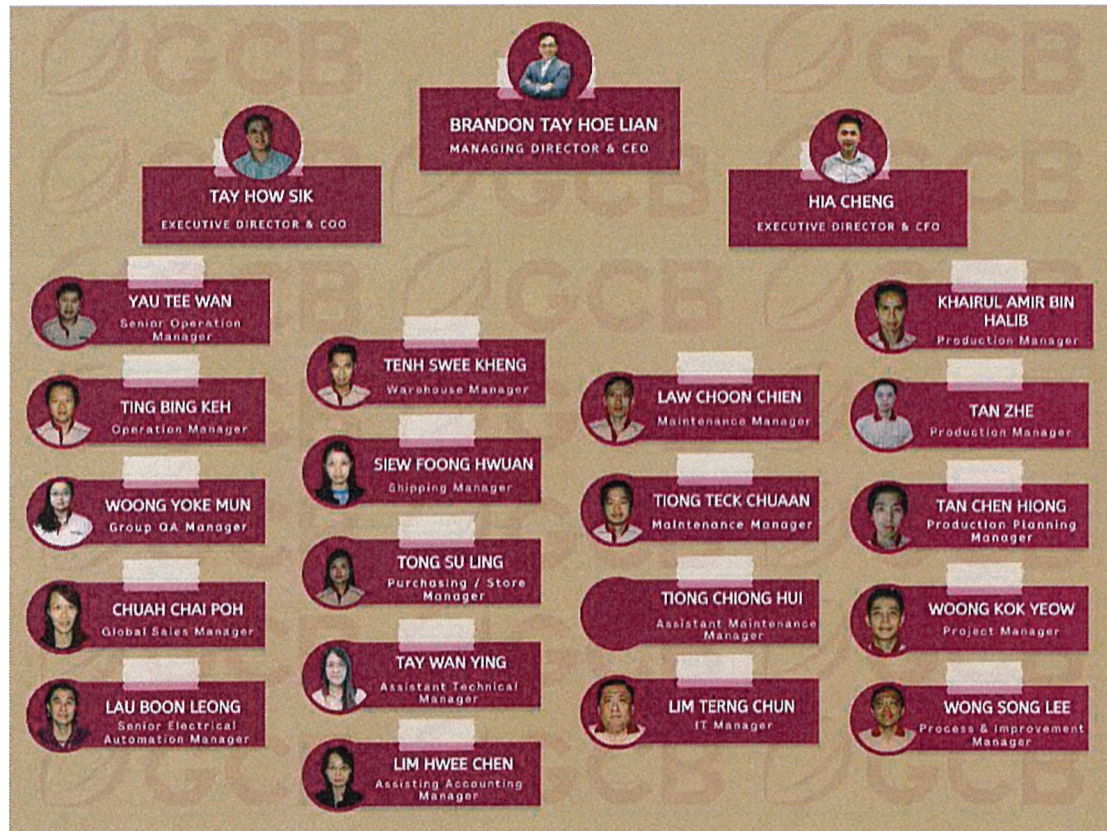 BRANDON TAY HOE LIAN
MANAGING DIRECTOR & CEO
TAY HOW SIK
EXECUTIVE DIRECTOR & COO
HIA CHENG
EXECUTIVE DIRECTOR & CFO
YAU TEE WAN
Senior Operation
Manager
TING BING KEH
Operation Manager
WOONG YOKE MUN
Group QA Manager
CHUAH CHAI POH
Global Sales Manager
LAU BOON LEONG
Senior Electrical
Automation Manager
TENH SWEE KHENG
Warehouse Manager
SIEW FOONG HWUAN
Shipping Manager
TONG SU LING
Purchasing / Store
Manager
TAY WAN YING
Assistant Technical
Manager
LIM HWEE CHEN
Assisting Accounting
Manager
LAW CHOON CHIEN
Maintenance Manager
TIONG TECK CHUAAN
Maintenance Manager
TIONG CHIONG HUI
Assistant Maintenance
Manager
LIM TERNG CHUN
IT Manager
KHAIRUL AMIR BIN
HALIB
Production Manager
TAN ZHE
Production Manager
TAN CHEN HIONG
Production Planning
Manager
WOONG KOK YEOW
Project Manager
WONG SONG LEE
Process & Improvement
Manager
GCB
GCB
GCB
GCB
GCB